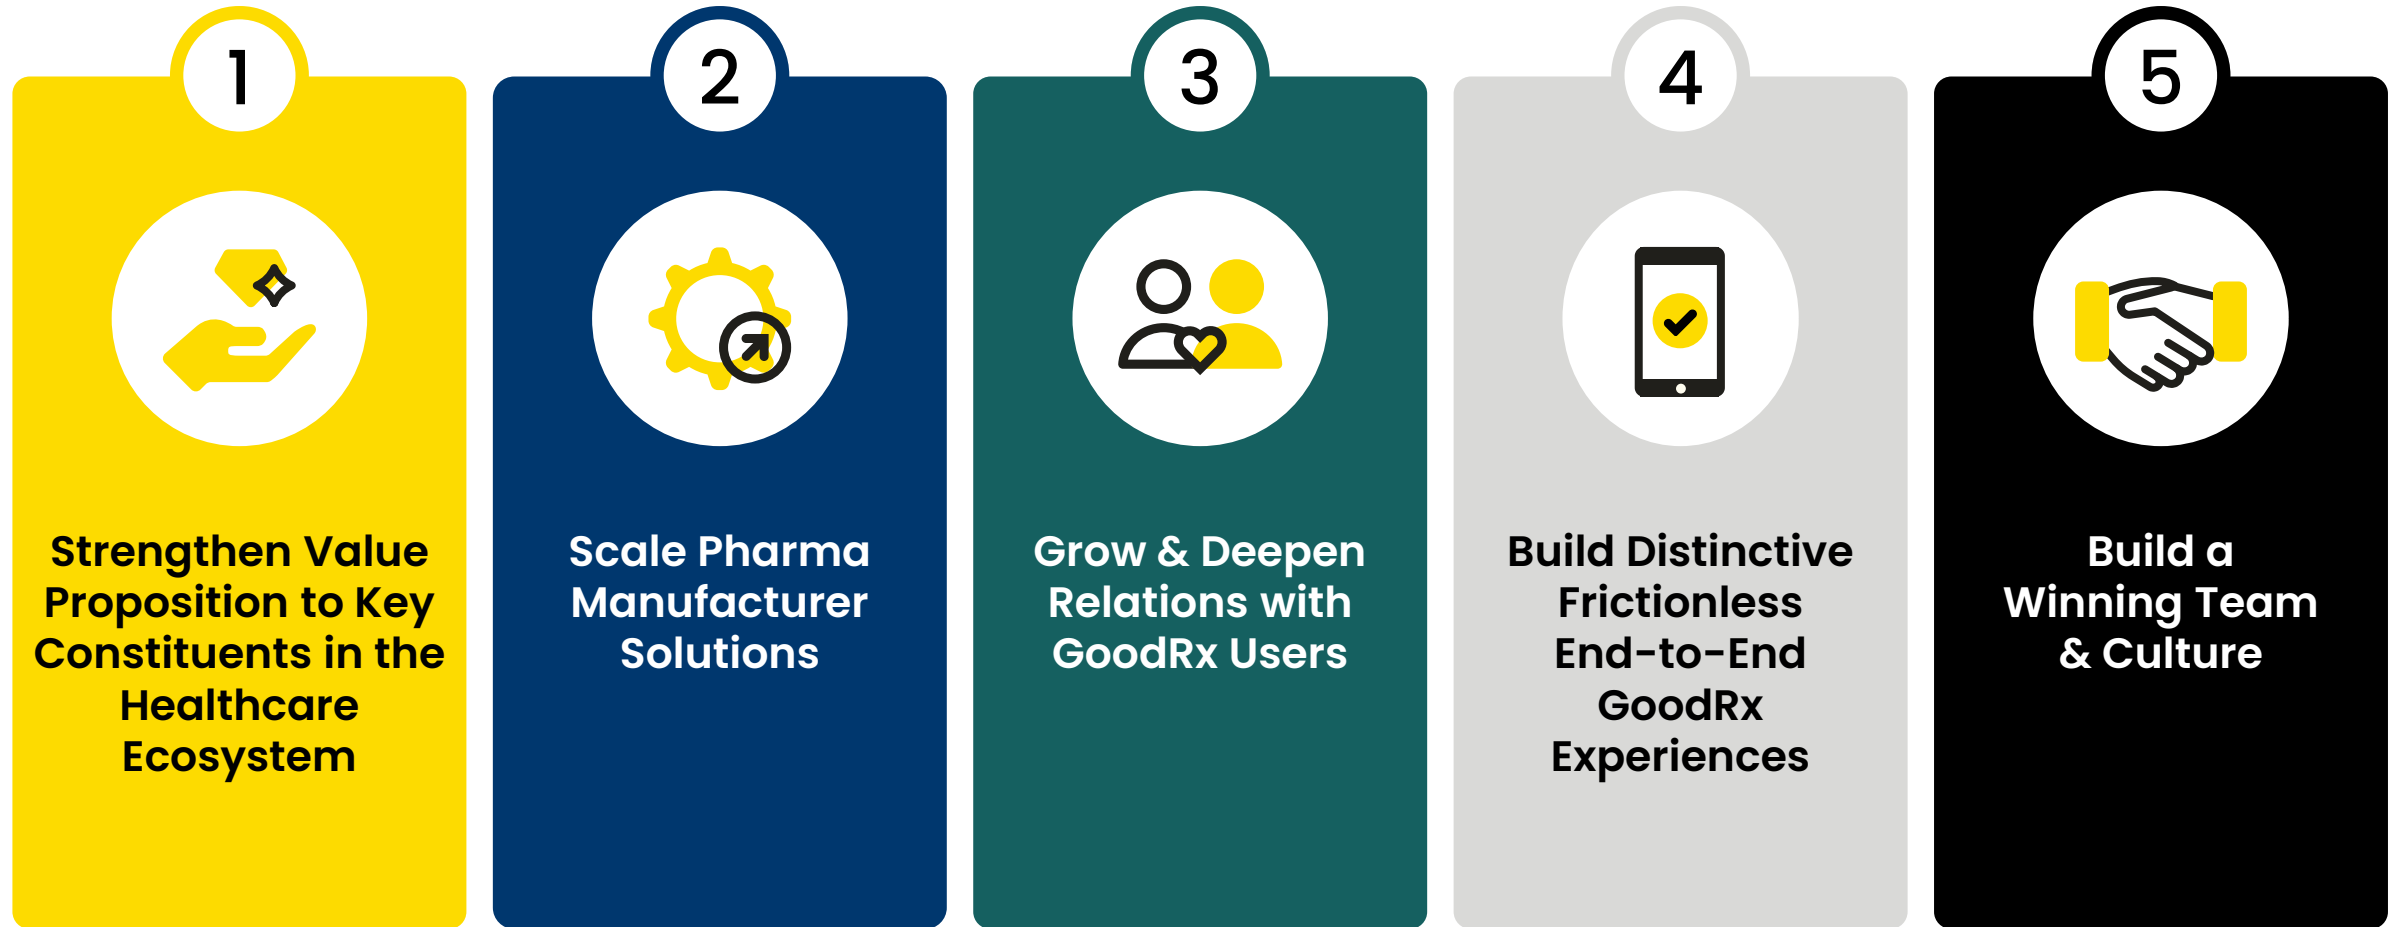 1
Strengthen Value
Proposition to Key
Constituents in the
Healthcare
Ecosystem
2
Scale Pharma
Manufacturer
Solutions
3
Grow & Deepen
Relations with
GoodRx Users
4
Build Distinctive
Frictionless
End-to-End
GoodRx
Experiences
5
Build a
Winning Team
& Culture